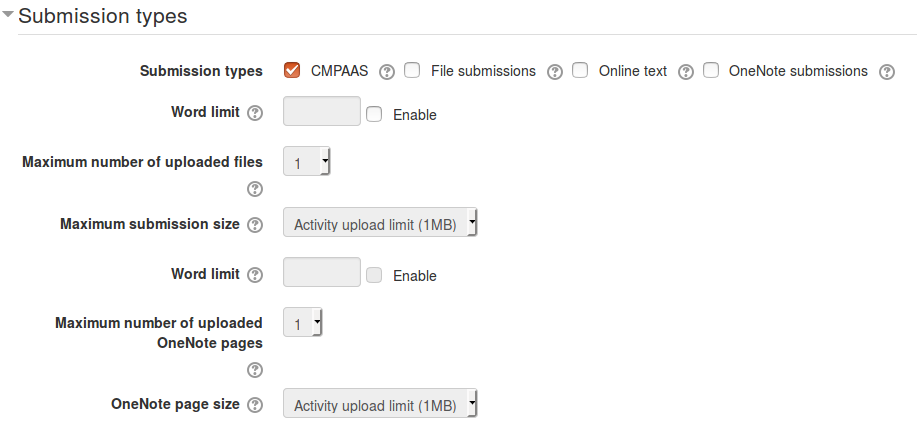 Submission types
Submission types CMPAAS File submissions Online text OneNote submissions
Word limit Enable
Maximum number of uploaded files 1
Maximum submission size Activity upload limit (1MB)
Word limit Enable
Maximum number of uploaded 1
OneNote pages
OneNote page size Activity upload limit (1MB)